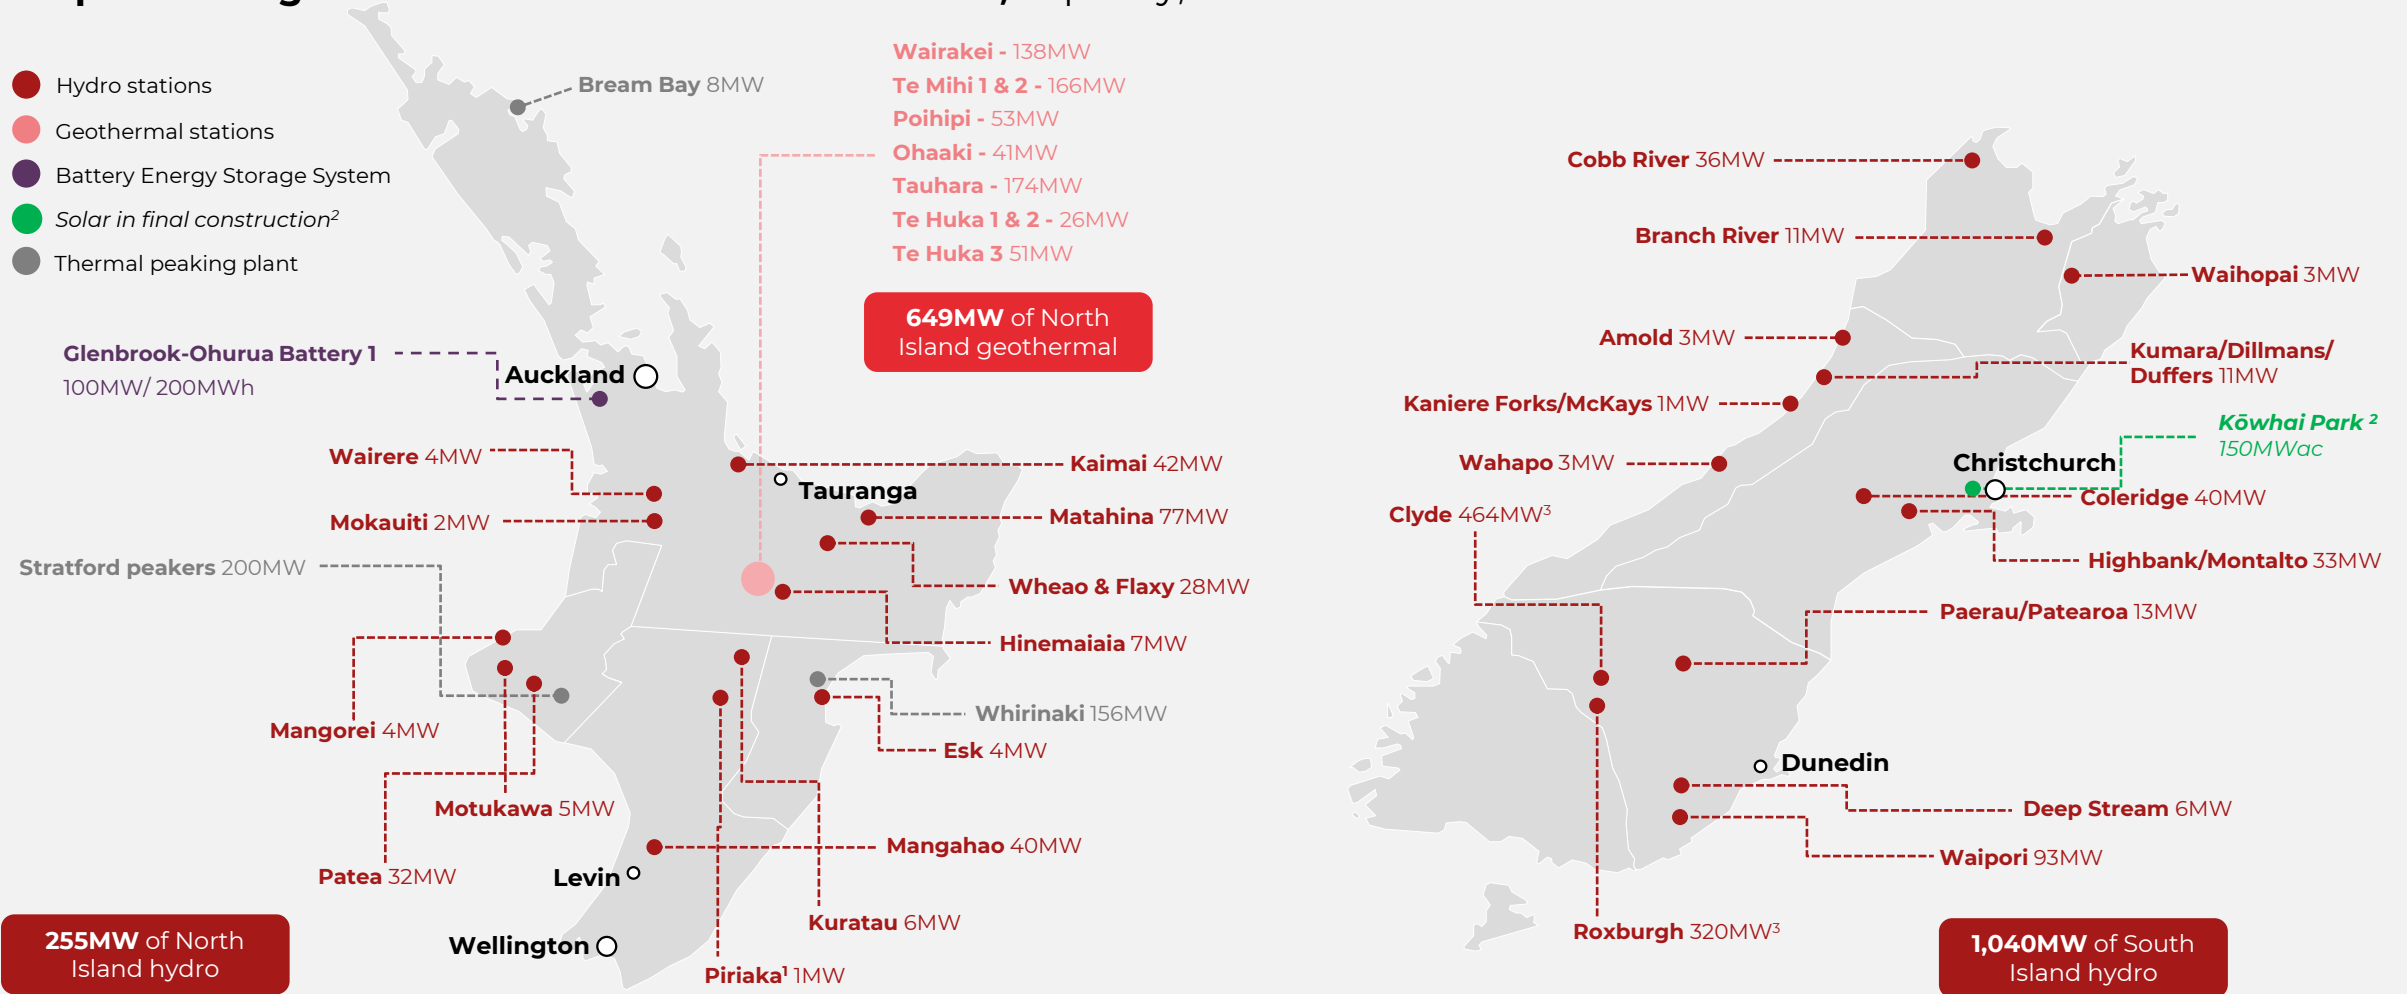 Hydro stations
Geothermal stations
Battery Energy Storage System
Solar in final construction²
Thermal peaking plant
Bream Bay 8MW
Wairakei - 138MW
Te Mihi 1 & 2 - 166MW
Poihipi - 53MW
Ohaaki - 41MW
Tauhara - 174MW
Te Huka 1 & 2 - 26MW
Te Huka 3 51MW
649MW of North
Island geothermal
Glenbrook-Ohurua Battery 1
100MW/ 200MWh
Auckland
Wairere 4MW
Mokauiti 2MW
Stratford peakers 200MW
Kaimai 42MW
Tauranga
Matahina 77MW
Wheao & Flaxy 28MW
Hinemaiaia 7MW
Whirinaki 156MW
Esk 4MW
Mangorei 4MW
Motukawa 5MW
Patea 32MW
Mangahao 40MW
Levin
Kuratau 6MW
Wellington
Piriaka¹ 1MW
255MW of North
Island hydro
Cobb River 36MW
Branch River 11MW
Waihopai 3MW
Arnold 3MW
Kumara/Dillmans/
Duffers 11MW
Kaniere Forks/McKays 1MW
Kōwhai Park ²
150MWac
Wahapo 3MW
Christchurch
Coleridge 40MW
Clyde 464MW³
Highbank/Montalto 33MW
Paerau/Patearoa 13MW
Dunedin
Deep Stream 6MW
Waipori 93MW
Roxburgh 320MW³
1,040MW of South
Island hydro